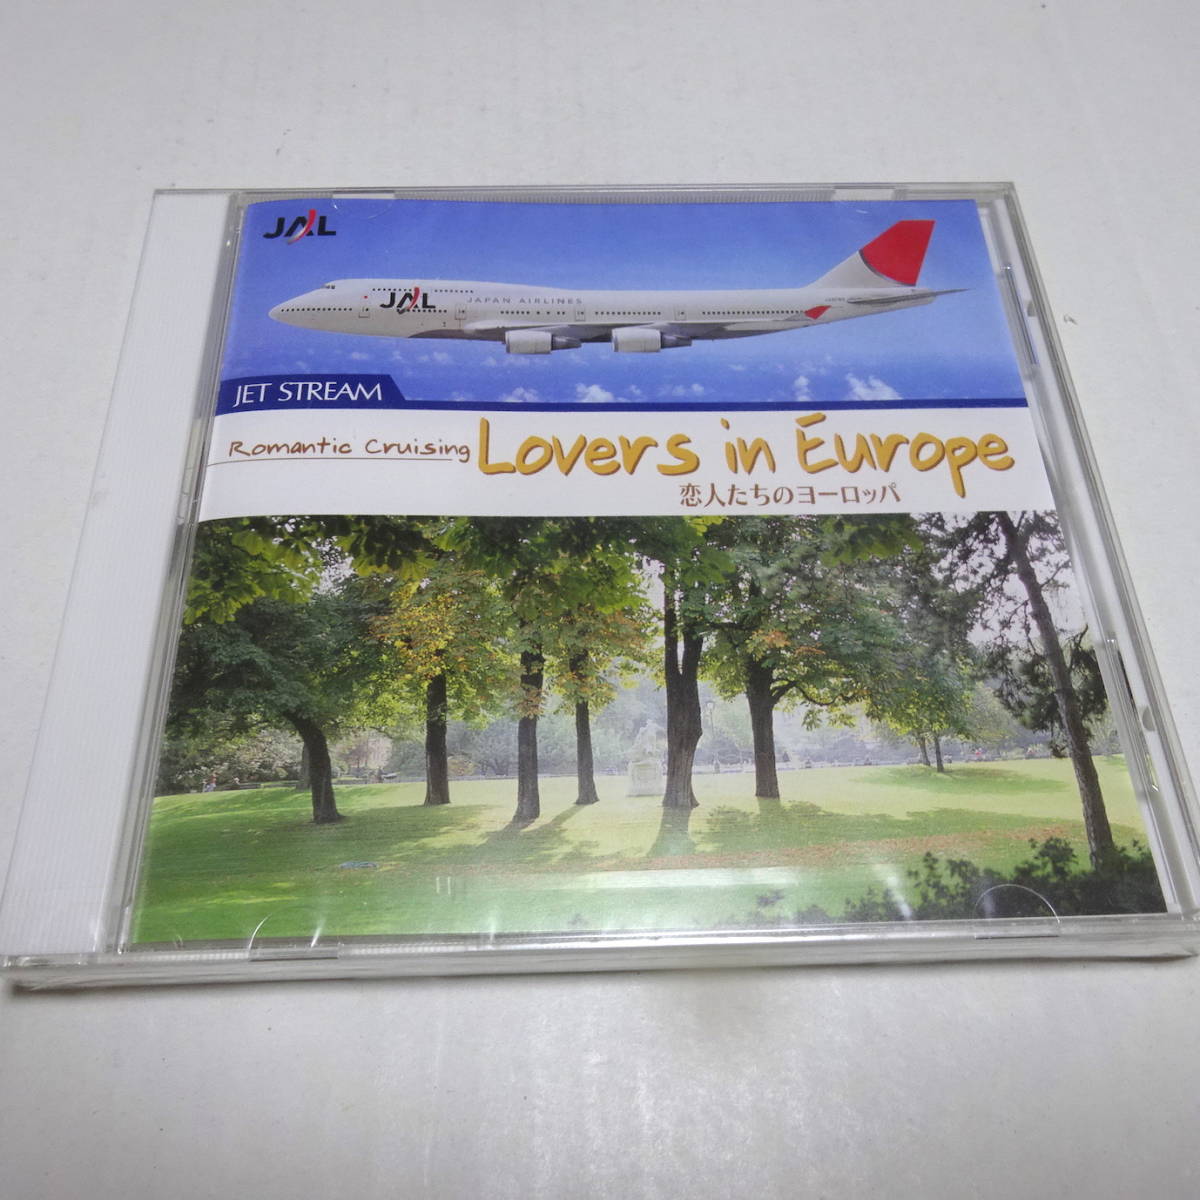 JAL
JAL JAPAN AIRLINES
JET STREAM
Romantic Cruising Lovers in Europe
恋人たちのヨーロッパ